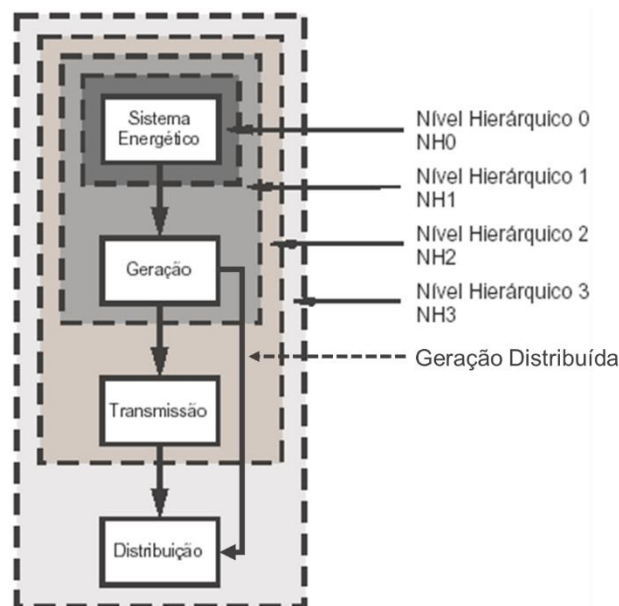 Sistema
Energético
Nível Hierárquico 0
NH0
Nível Hierárquico 1
NH1
Geração
Nível Hierárquico 2
NH2
Nível Hierárquico 3
NH3
Geração Distribuída
Transmissão
Distribuição